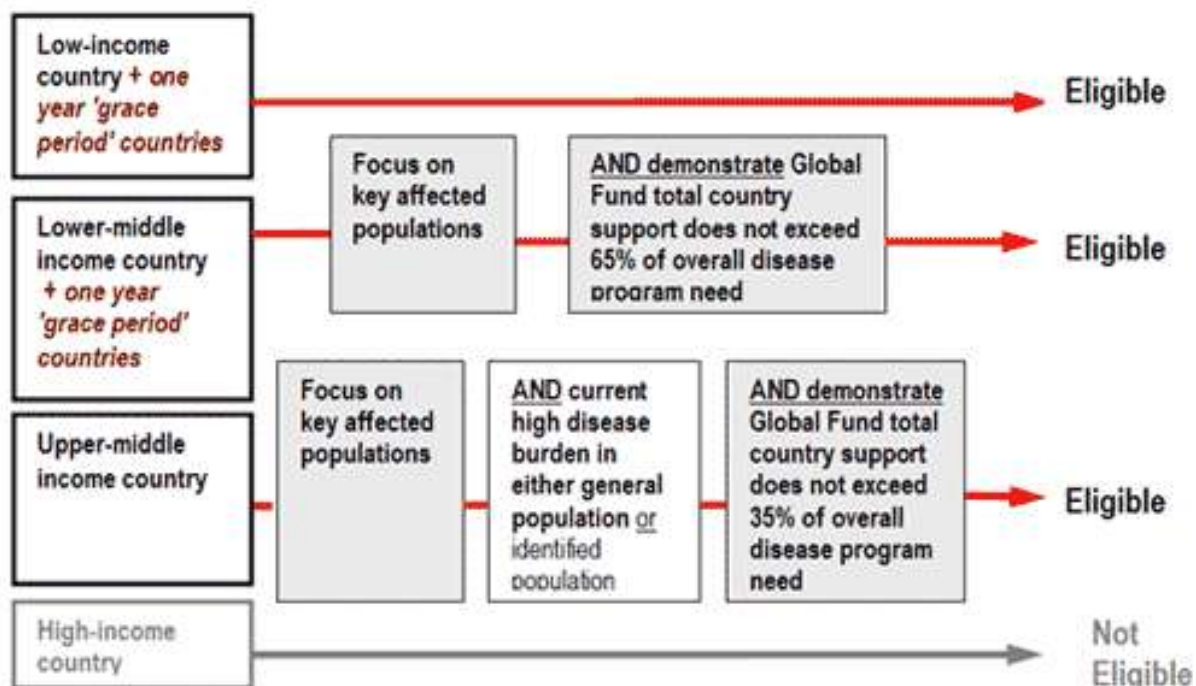 Low-income
country + one
year 'grace
period' countries
Eligible
Lower-middle
income country
+ one year
'grace period'
countries
Focus on
key affected
populations
AND demonstrate Global
Fund total country
support does not exceed
65% of overall disease
program need
Eligible
Upper-middle
income country
Focus on
key affected
populations
AND current
high disease
burden in
either general
population or
identified
population
AND demonstrate
Global Fund total
country support
does not exceed
35% of overall
disease program
need
Eligible
High-income
country
Not
Eligible